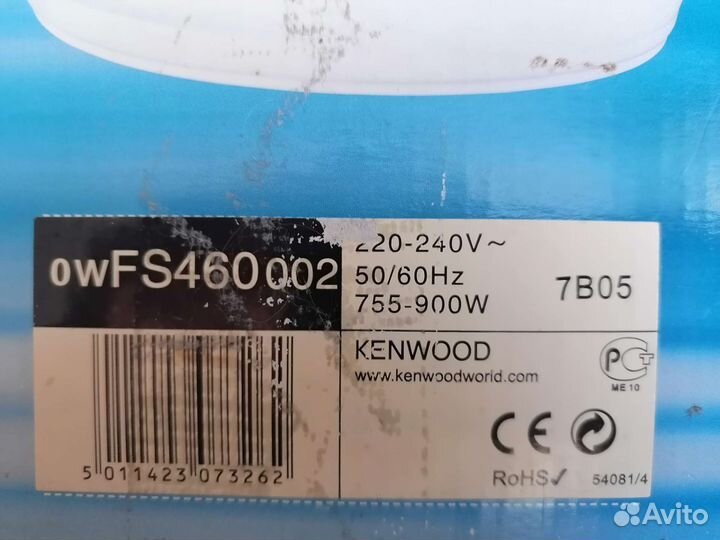 0WFS460002
220-240V~
50/60Hz
755-900W
7B05
KENWOOD
www.kenwoodworld.com
РСТ
ME 10
CE
RoHS✓
54081/4
5 011423 073262
Avito